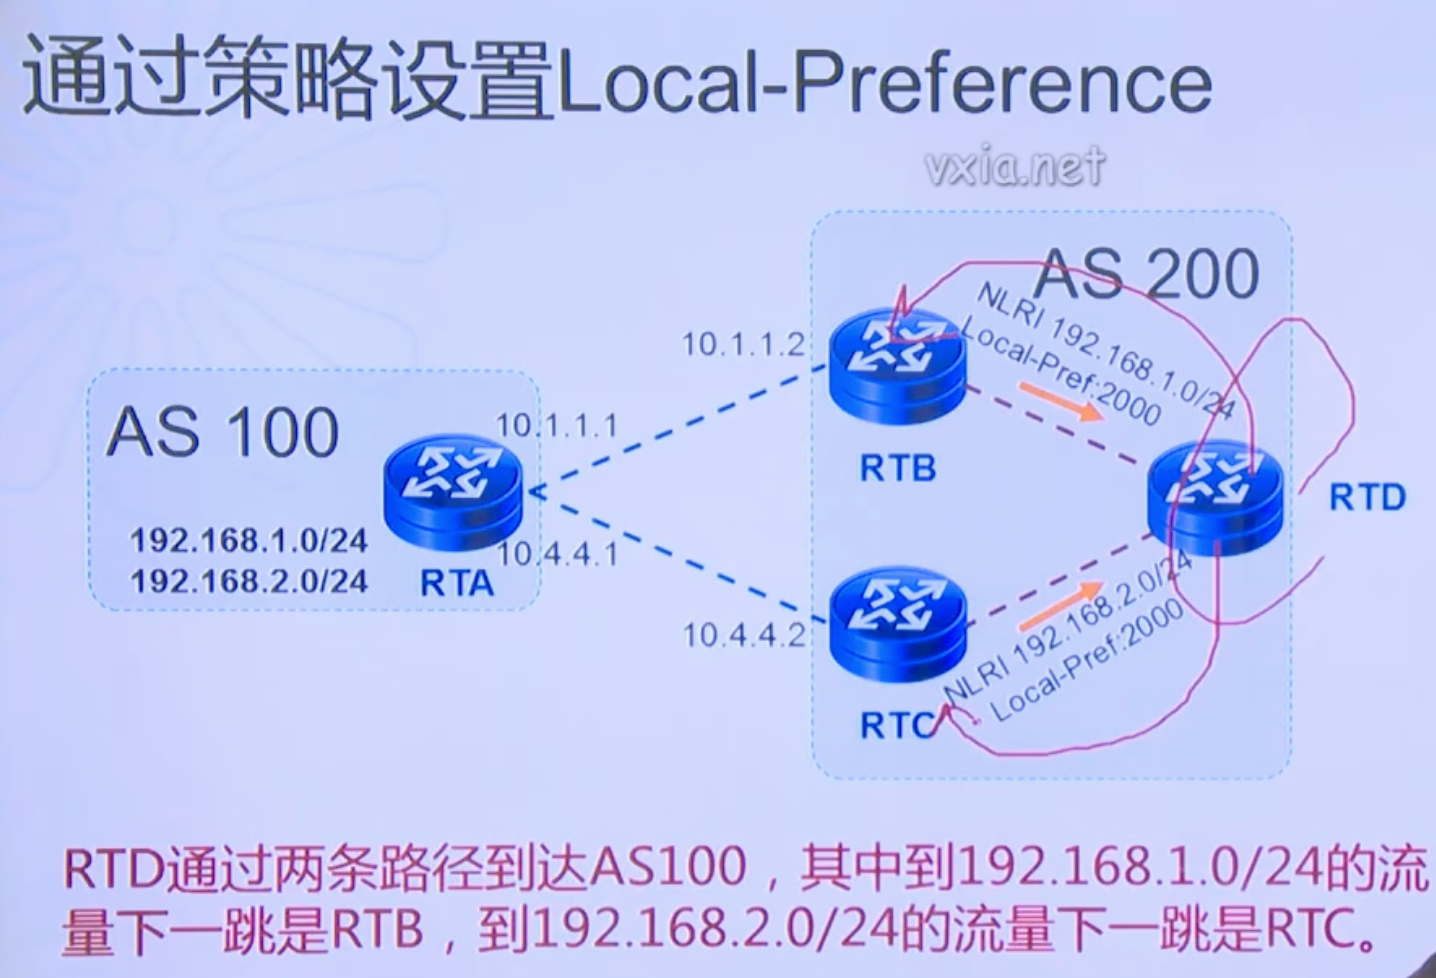 通过策略设置Local-Preference
vxia.net
AS 200
NLRI 192.168.1.0/24
Local-Pref:2000
10.1.1.2
RTB
AS 100
10.1.1.1
192.168.1.0/24
192.168.2.0/24
RTA
10.4.4.1
RTD
10.4.4.2
NLRI 192.168.2.0/24
Local-Pref:2000
RTC
RTD通过两条路径到达AS100，其中到192.168.1.0/24的流
量下一跳是RTB，到192.168.2.0/24的流量下一跳是RTC。